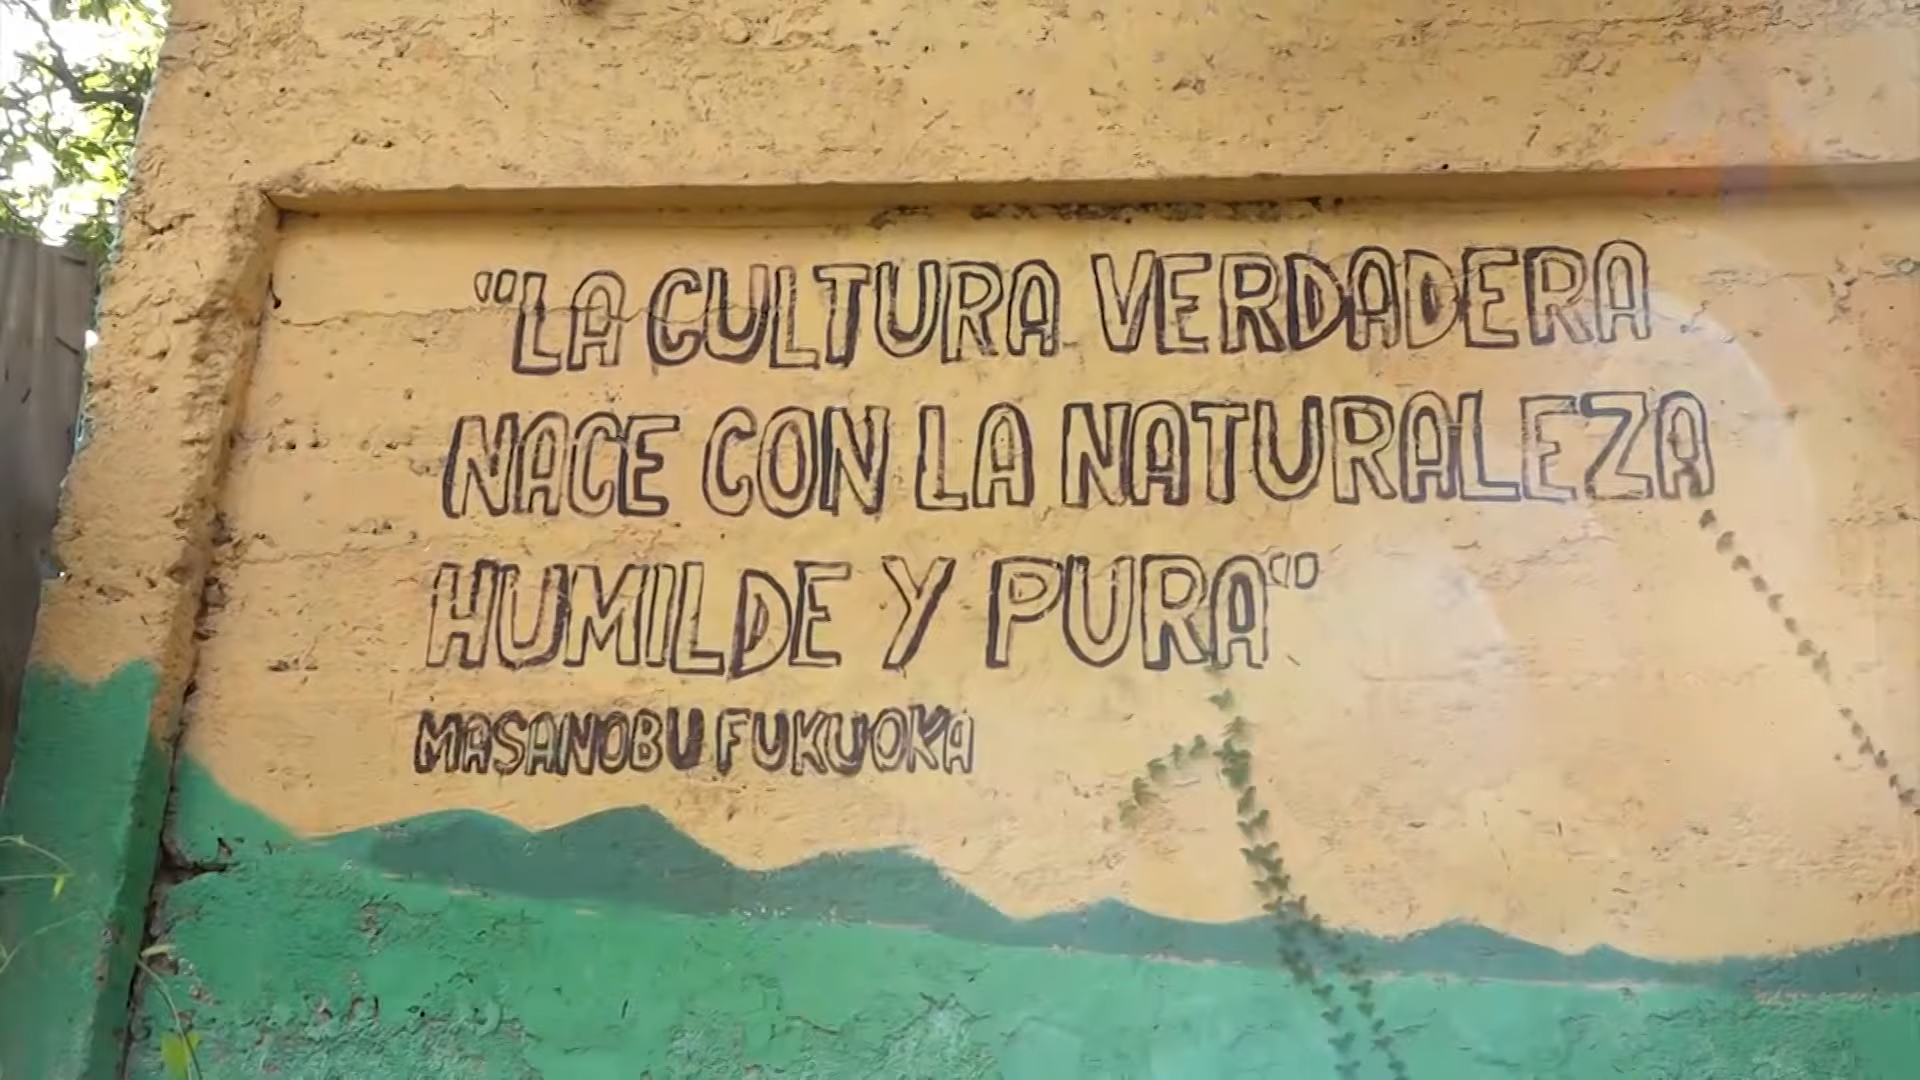 "LA CULTURA VERDADERA
NACE CON LA NATURALEZA
HUMILDE Y PURA"
MASANOBU FUKUOKA